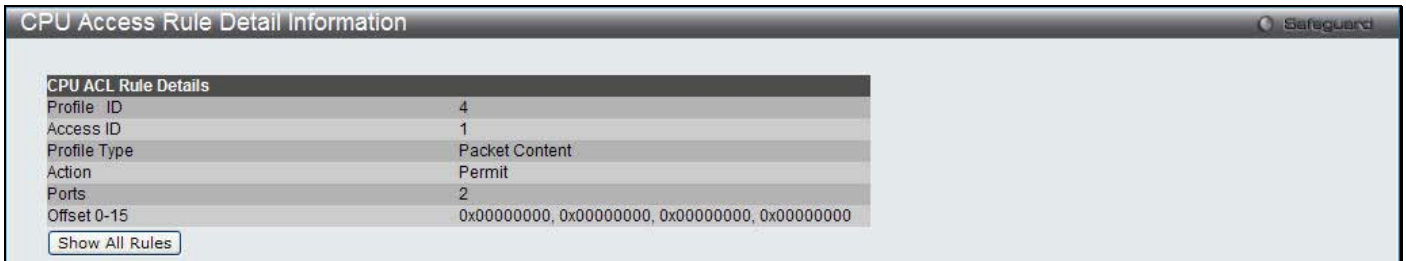 CPU Access Rule Detail Information
Safeguard
CPU ACL Rule Details
Profile ID 4
Access ID 1
Profile Type Packet Content
Action Permit
Ports 2
Offset 0-15 0x00000000, 0x00000000, 0x00000000, 0x00000000
Show All Rules